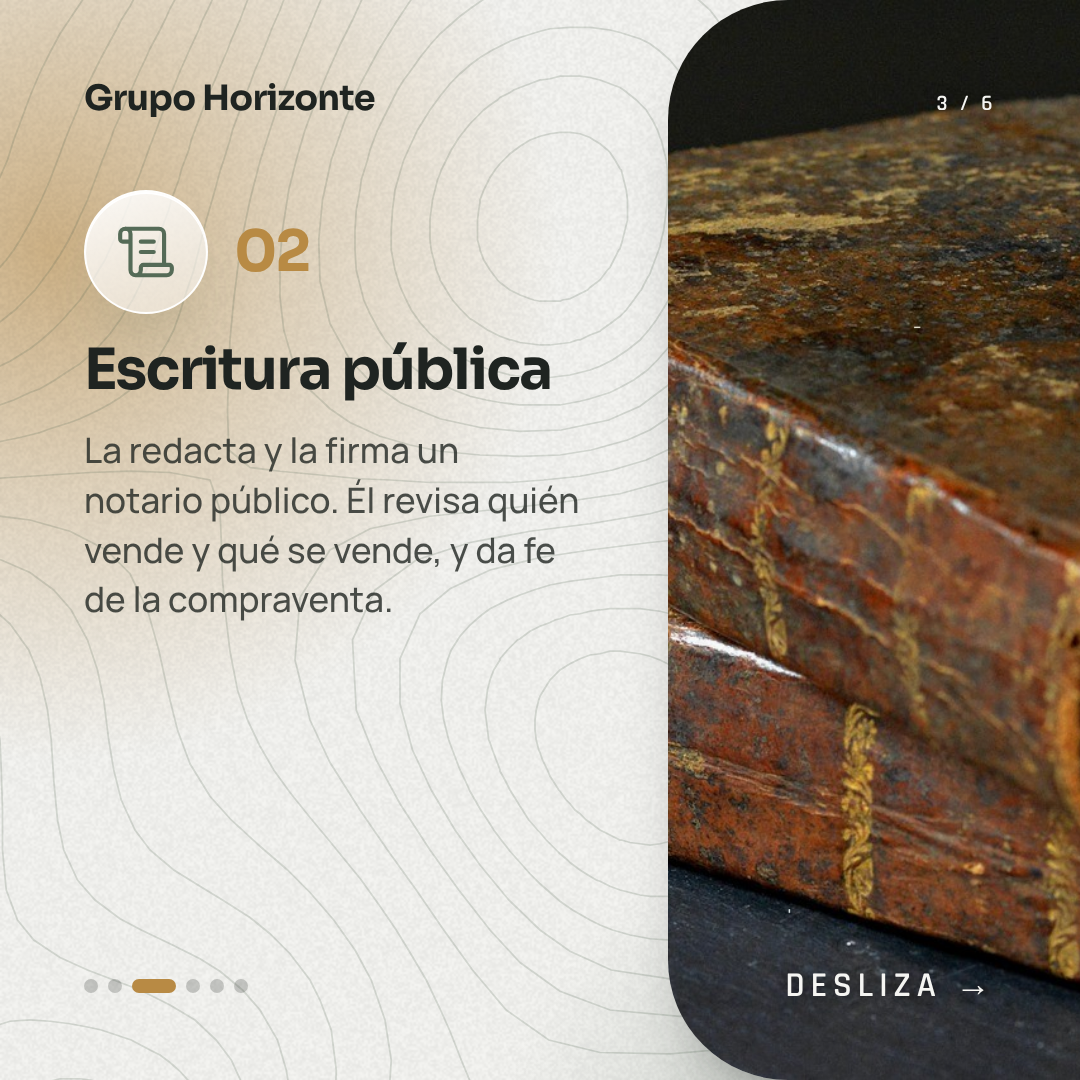 Grupo Horizonte
3 / 6
02
Escritura pública
La redacta y la firma un
notario público. Él revisa quién
vende y qué se vende, y da fe
de la compraventa.
DESLIZA →